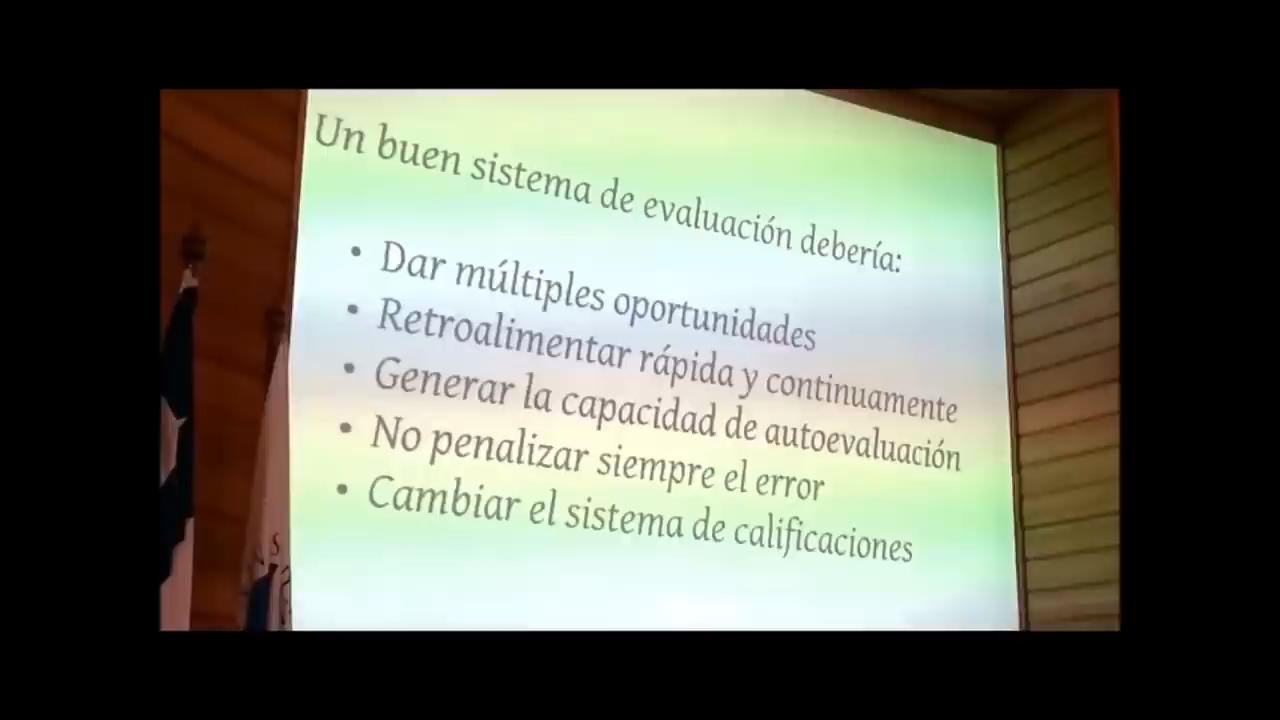 Un buen sistema de evaluación debería:
• Dar múltiples oportunidades
• Retroalimentar rápida y continuamente
• Generar la capacidad de autoevaluación
• No penalizar siempre el error
• Cambiar el sistema de calificaciones